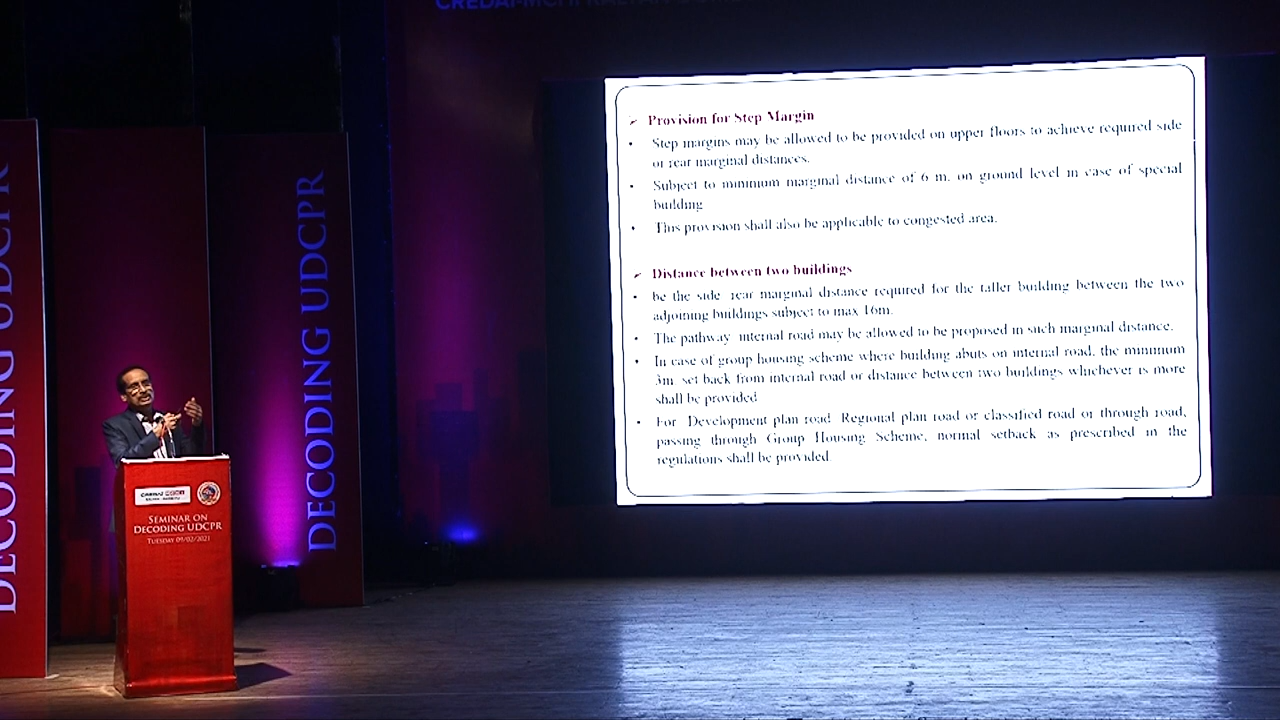 DECODING UDCPR
DECODING UDCPR
SEMINAR ON
DECODING UDCPR
TUESDAY 09/02/2021
Provision for Step Margin
Step margins may be allowed to be provided on upper floors to achieve required side
or rear marginal distances.
Subject to minimum marginal distance of 6 m. on ground level in case of special
building
This provision shall also be applicable to congested area.
Distance between two buildings
be the side rear marginal distance required for the taller building between the two
adjoining buildings subject to max 16m.
The pathway internal road may be allowed to be proposed in such marginal distance.
In case of group housing scheme where building abuts on internal road, the minimum
3m. set back from internal road or distance between two buildings whichever is more
shall be provided
For Development plan road Regional plan road or classified road or through road,
passing through Group Housing Scheme, normal setback as prescribed in the
regulations shall be provided.